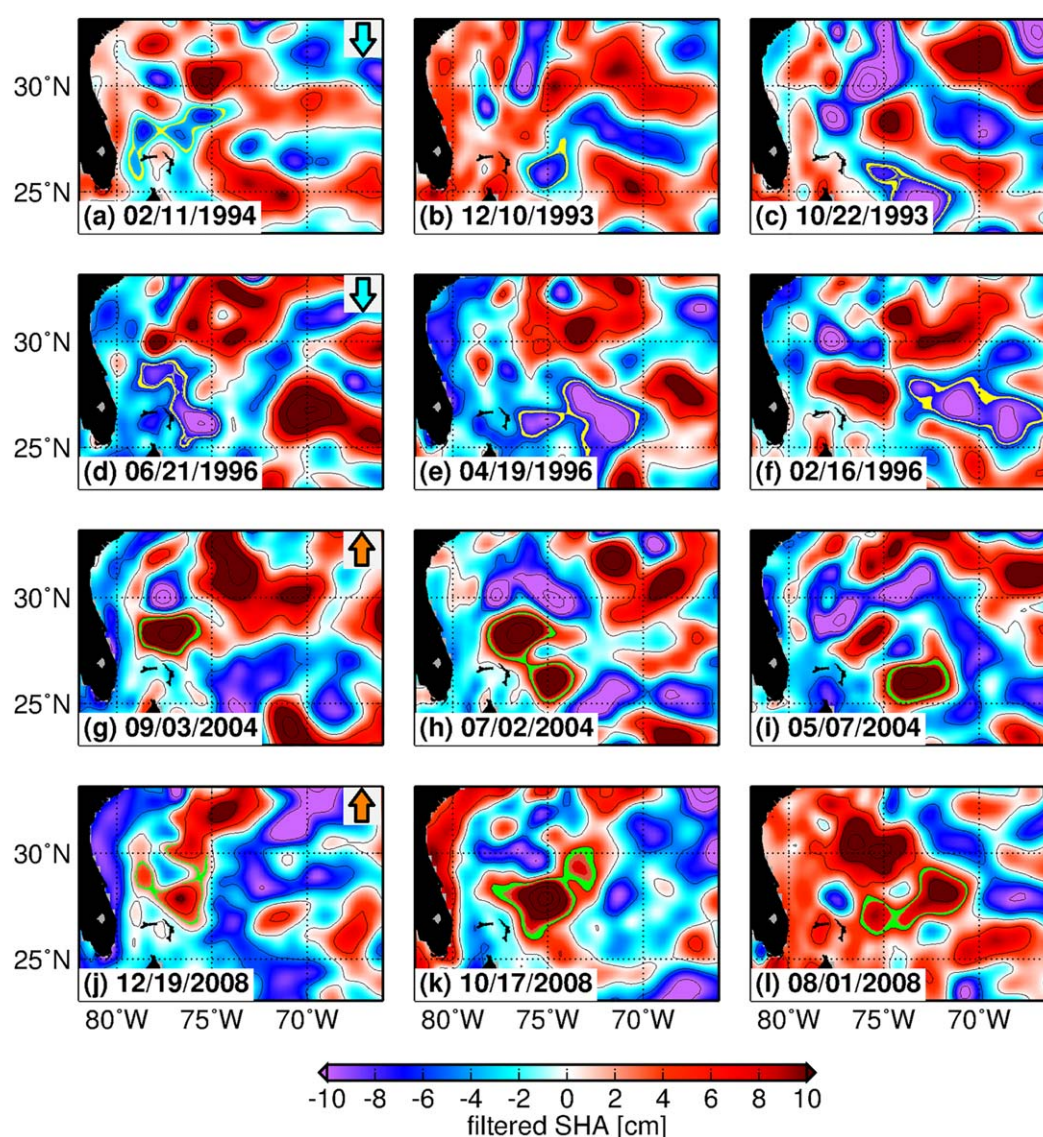 30˚N
25˚N
(a) 02/11/1994
(b) 12/10/1993
(c) 10/22/1993
30˚N
25˚N
(d) 06/21/1996
(e) 04/19/1996
(f) 02/16/1996
30˚N
25˚N
(g) 09/03/2004
(h) 07/02/2004
(i) 05/07/2004
30˚N
25˚N
(j) 12/19/2008
(k) 10/17/2008
(l) 08/01/2008
80˚W 75˚W 70˚W 80˚W 75˚W 70˚W 80˚W 75˚W 70˚W
-10 -8 -6 -4 -2 0 2 4 6 8 10
filtered SHA [cm]